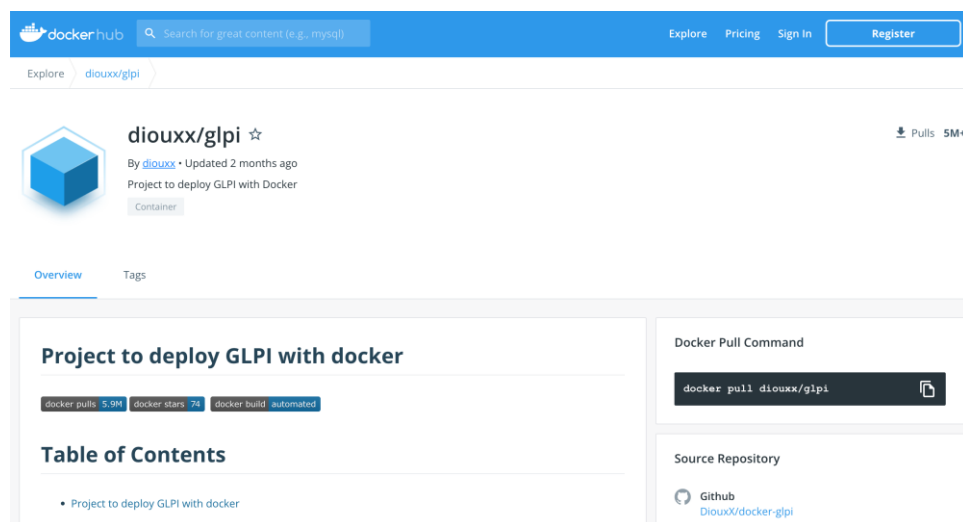 dockerhub
Search for great content (e.g., mysql)
Explore Pricing Sign In Register
Explore diouxx/glpi
diouxx/glpi
Pulls 5M+
By diouxx • Updated 2 months ago
Project to deploy GLPI with Docker
Container
Overview Tags
Project to deploy GLPI with docker
docker pulls 5.9M docker stars 74 docker build automated
Table of Contents
• Project to deploy GLPI with docker
Docker Pull Command
docker pull diouxx/glpi
Source Repository
Github
DiouxX/docker-glpi